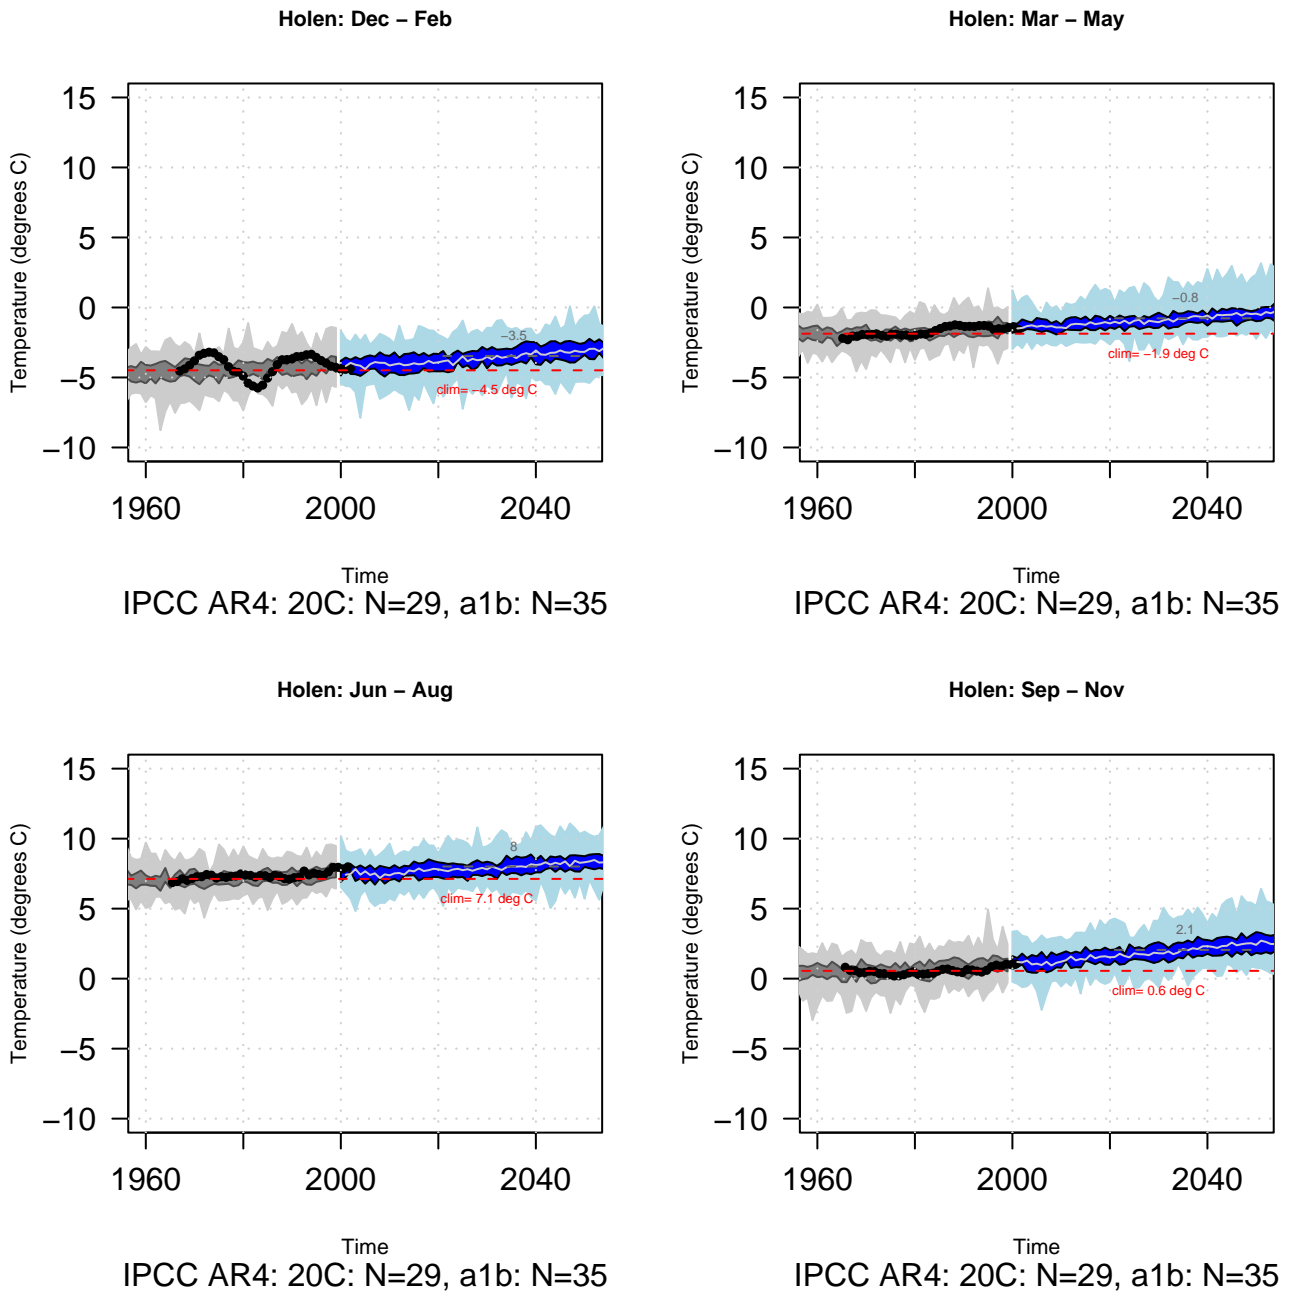 Holen: Dec − Feb
15
10
5
0
−5
−10
Temperature (degrees C)
−3.5
clim= −4.5 deg C
1960
2000
2040
Time
IPCC AR4: 20C: N=29, a1b: N=35
Holen: Mar − May
15
10
5
0
−5
−10
Temperature (degrees C)
−0.8
clim= −1.9 deg C
1960
2000
2040
Time
IPCC AR4: 20C: N=29, a1b: N=35
Holen: Jun − Aug
15
10
5
0
−5
−10
Temperature (degrees C)
8
clim= 7.1 deg C
1960
2000
2040
Time
IPCC AR4: 20C: N=29, a1b: N=35
Holen: Sep − Nov
15
10
5
0
−5
−10
Temperature (degrees C)
2.1
clim= 0.6 deg C
1960
2000
2040
Time
IPCC AR4: 20C: N=29, a1b: N=35